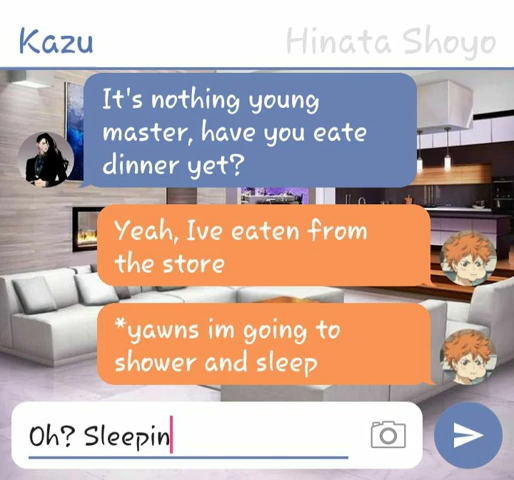 Kazu Hinata Shoyo
It's nothing young
master, have you eate
dinner yet?
Yeah, Ive eaten from
the store
*yawns im going to
shower and sleep
Oh? Sleepin